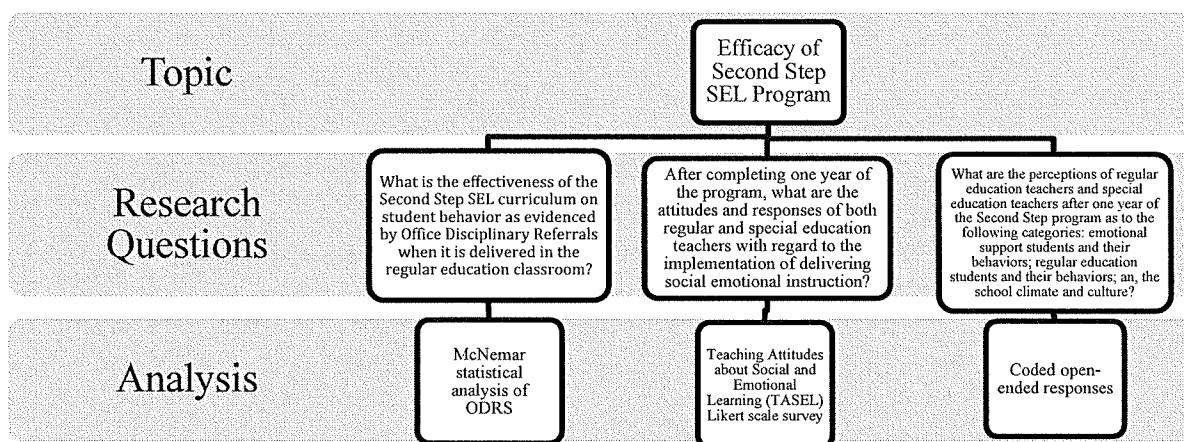 Topic
Efficacy of
Second Step
SEL Program
Research
Questions
What is the effectiveness of the
Second Step SEL curriculum on
student behavior as evidenced
by Office Disciplinary Referrals
when it is delivered in the
regular education classroom?
After completing one year of
the program, what are the
attitudes and responses of both
regular and special education
teachers with regard to the
implementation of delivering
social emotional instruction?
What are the perceptions of regular
education teachers and special
education teachers after one year of
the Second Step program as to the
following categories: emotional
support students and their
behaviors; regular education
students and their behaviors; an, the
school climate and culture?
Analysis
McNemar
statistical
analysis of
ODRS
Teaching Attitudes
about Social and
Emotional
Learning (TASEL)
Likert scale survey
Coded open-
ended responses